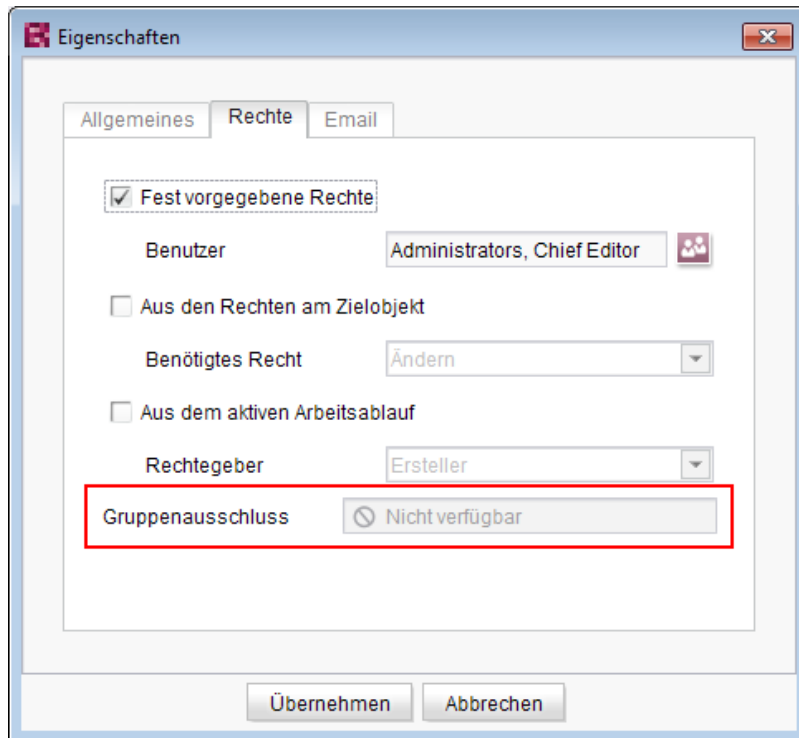 Eigenschaften
Allgemeines Rechte Email
Fest vorgegebene Rechte
Benutzer Administrators, Chief Editor
Aus den Rechten am Zielobjekt
Benötigtes Recht Ändern
Aus dem aktiven Arbeitsablauf
Rechtegeber Ersteller
Gruppenausschluss Nicht verfügbar
Übernehmen Abbrechen